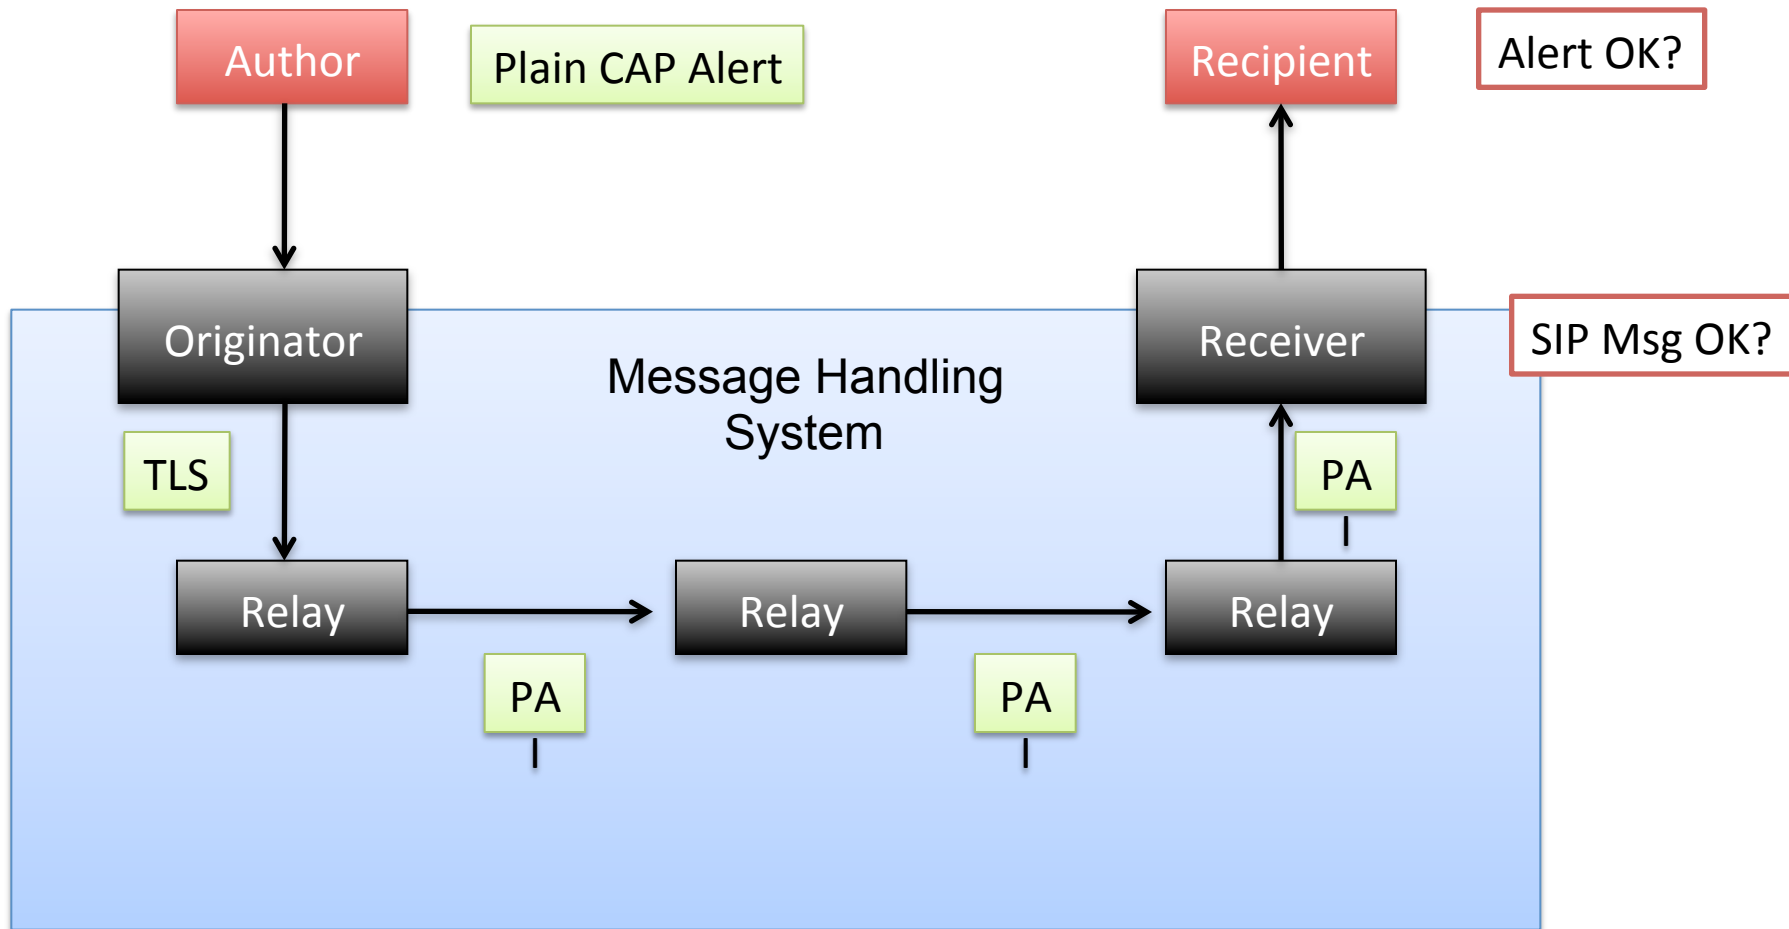 Author
Plain CAP Alert
Recipient
Alert OK?
Originator
Message Handling
System
Receiver
SIP Msg OK?
TLS
PA
I
Relay
Relay
Relay
PA
I
PA
I